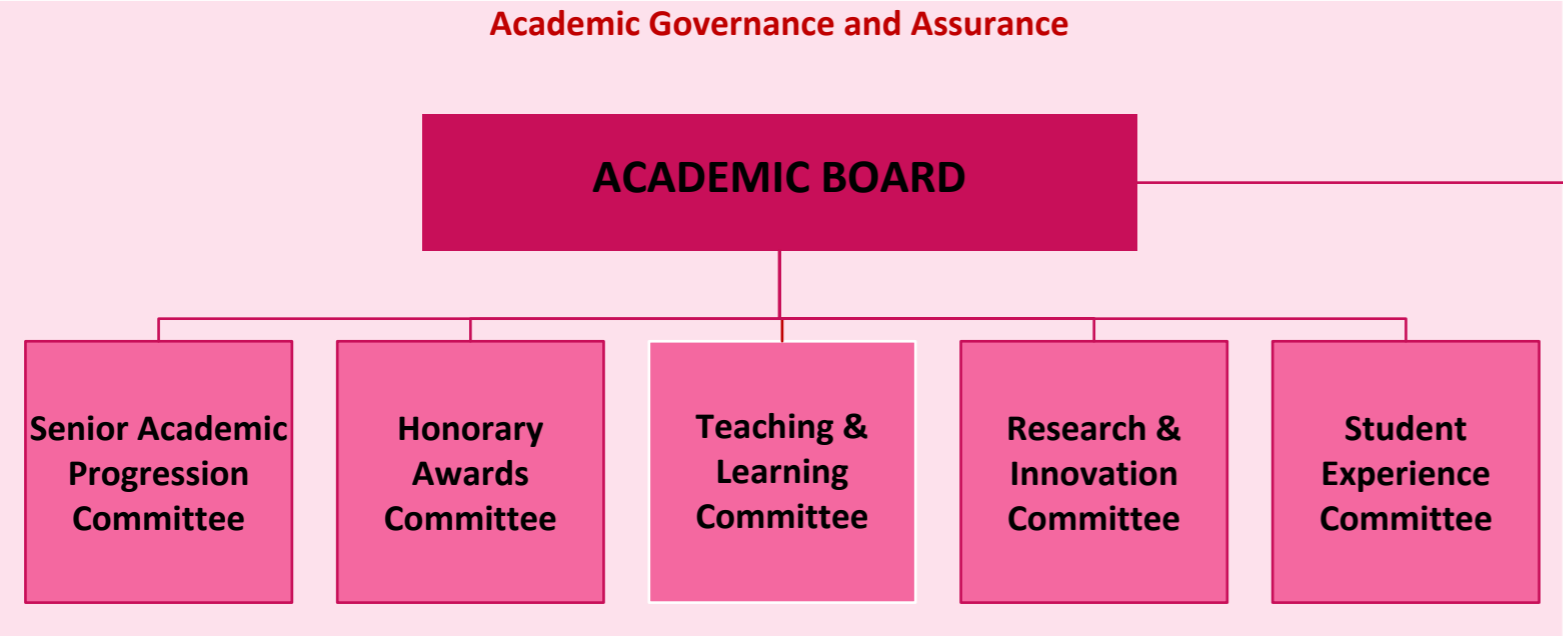 Academic Governance and Assurance
ACADEMIC BOARD
Senior Academic
Progression
Committee
Honorary
Awards
Committee
Teaching &
Learning
Committee
Research &
Innovation
Committee
Student
Experience
Committee